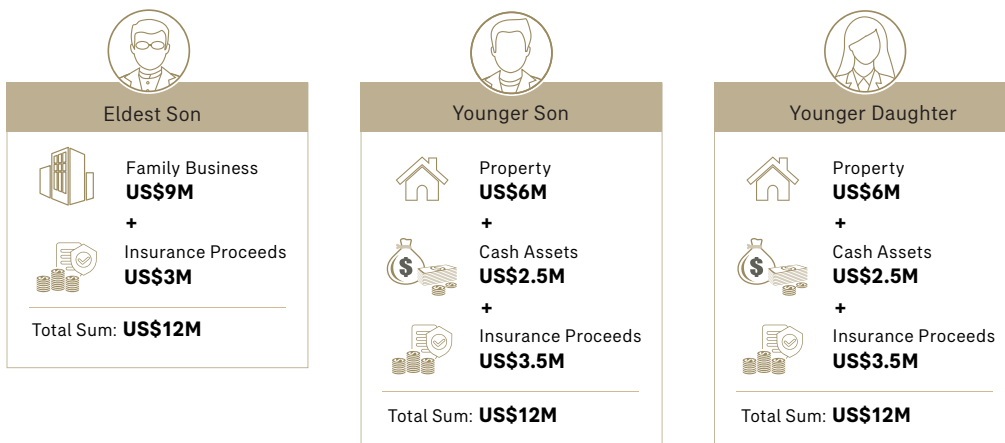 Eldest Son
Family Business
US$9M
+
Insurance Proceeds
US$3M
Total Sum: US$12M
Younger Son
Property
US$6M
+
$
Cash Assets
US$2.5M
+
Insurance Proceeds
US$3.5M
Total Sum: US$12M
Younger Daughter
Property
US$6M
+
$
Cash Assets
US$2.5M
+
Insurance Proceeds
US$3.5M
Total Sum: US$12M